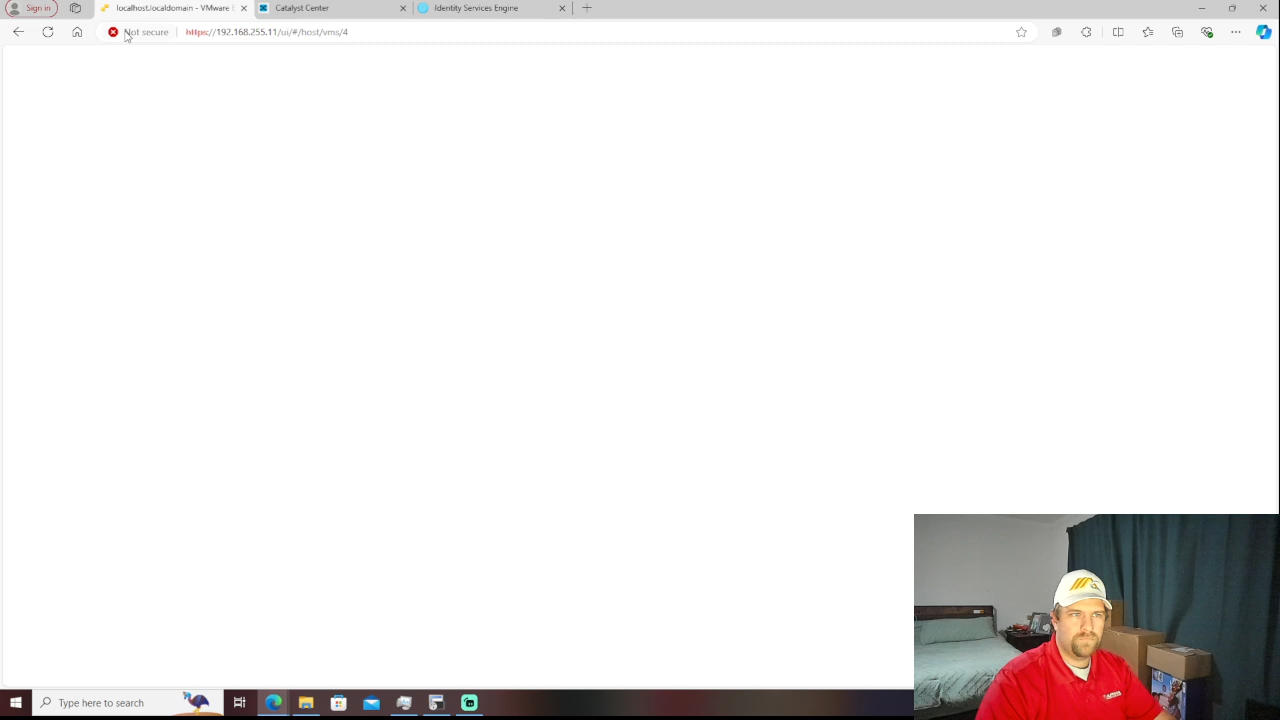 Sign in
localhost.localdomain - VMware
Catalyst Center
Identity Services Engine
Not secure
https://192.168.255.11/ui/#/host/vms/4
Type here to search